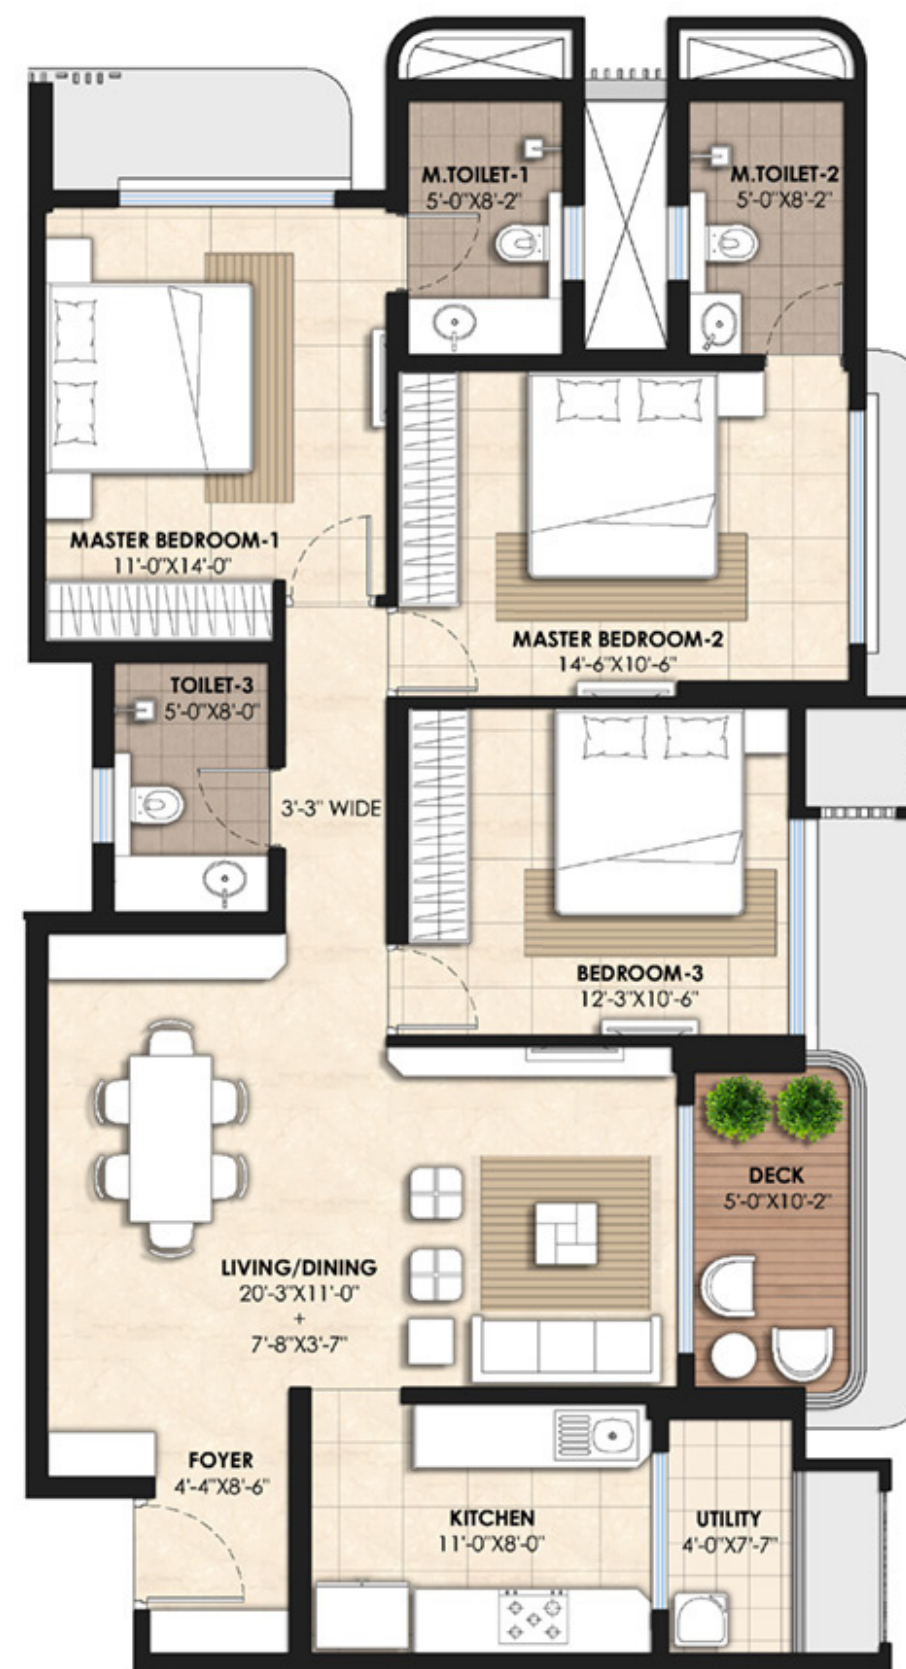 M.TOILET-1
5'-0"X8'-2"
M.TOILET-2
5'-0"X8'-2"
MASTER BEDROOM-1
11'-0"X14'-0"
MASTER BEDROOM-2
14'-6"X10'-6"
TOILET-3
5'-0"X8'-0"
3'-3" WIDE
BEDROOM-3
12'-3"X10'-6"
DECK
5'-0"X10'-2"
LIVING/DINING
20'-3"X11'-0"
+
7'-8"X3'-7"
FOYER
4'-4"X8'-6"
KITCHEN
11'-0"X8'-0"
UTILITY
4'-0"X7'-7"